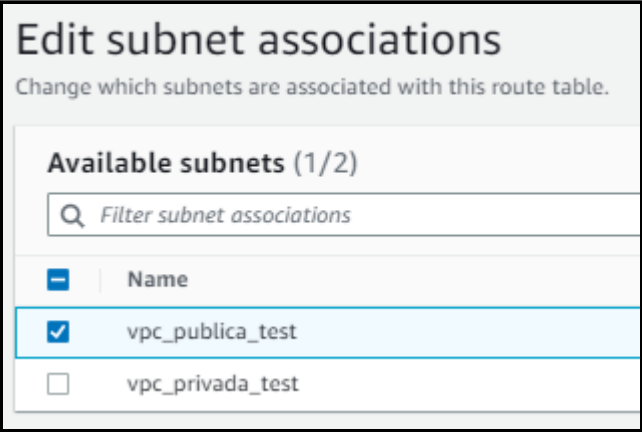 Edit subnet associations
Change which subnets are associated with this route table.
Available subnets (1/2)
Filter subnet associations
Name
vpc_publica_test
vpc_privada_test